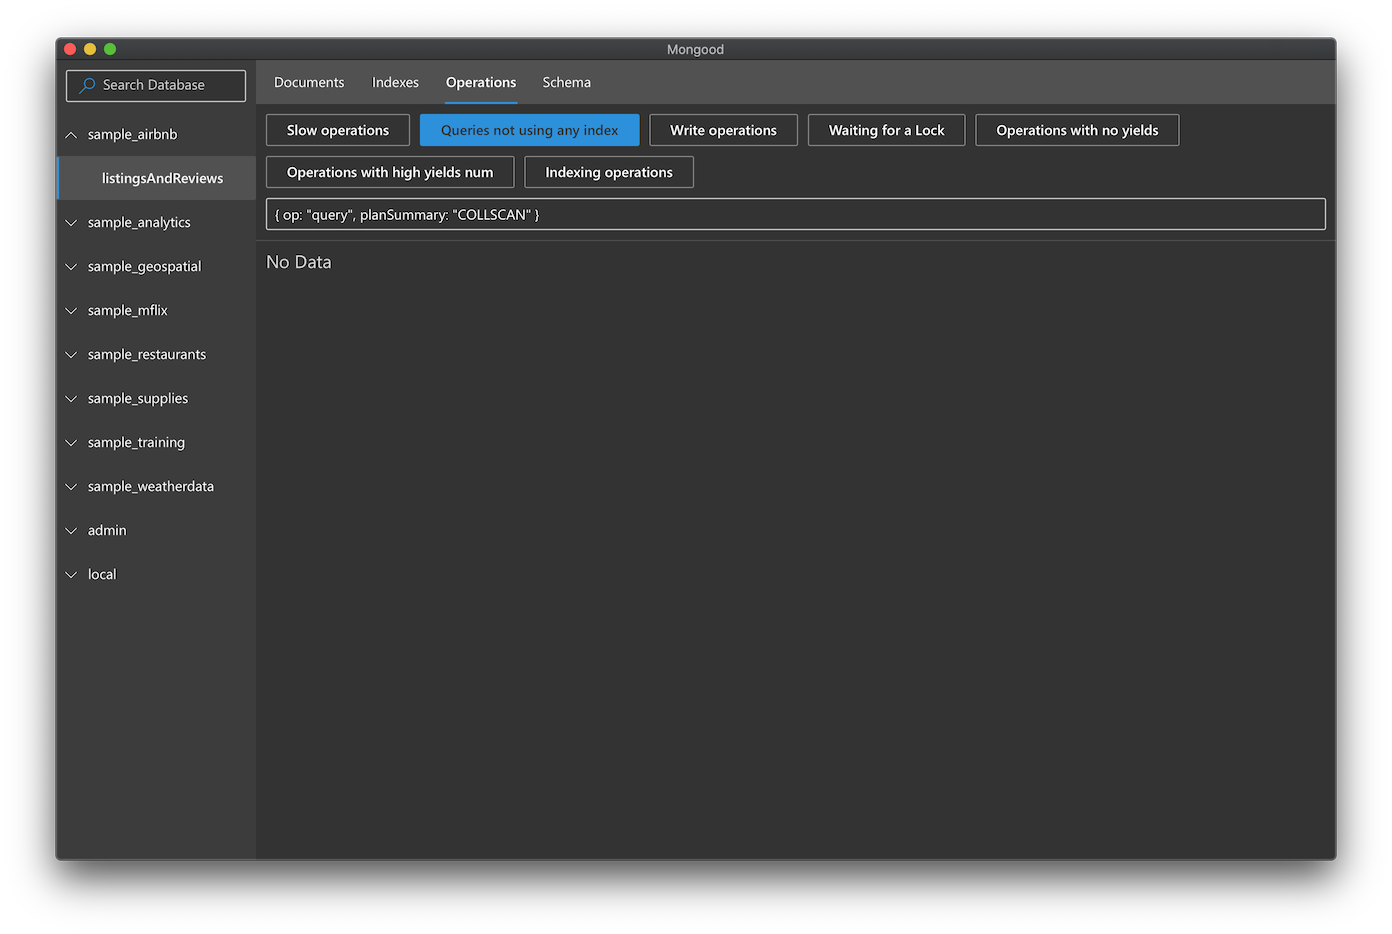 Mongood
Search Database
sample_airbnb
listingsAndReviews
sample_analytics
sample_geospatial
sample_mflix
sample_restaurants
sample_supplies
sample_training
sample_weatherdata
admin
local
Documents Indexes Operations Schema
Slow operations Queries not using any index Write operations Waiting for a Lock Operations with no yields
Operations with high yields num Indexing operations
{ op: "query", planSummary: "COLLSCAN" }
No Data